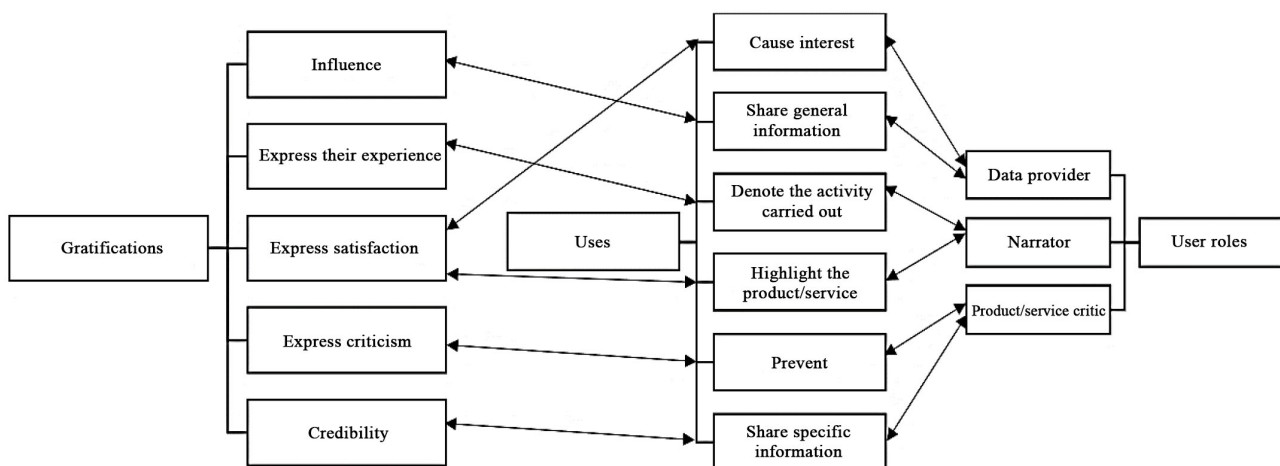 Gratifications
Influence
Express their experience
Express satisfaction
Express criticism
Credibility
Uses
Cause interest
Share general
information
Denote the activity
carried out
Highlight the
product/service
Prevent
Share specific
information
Data provider
Narrator
Product/service critic
User roles